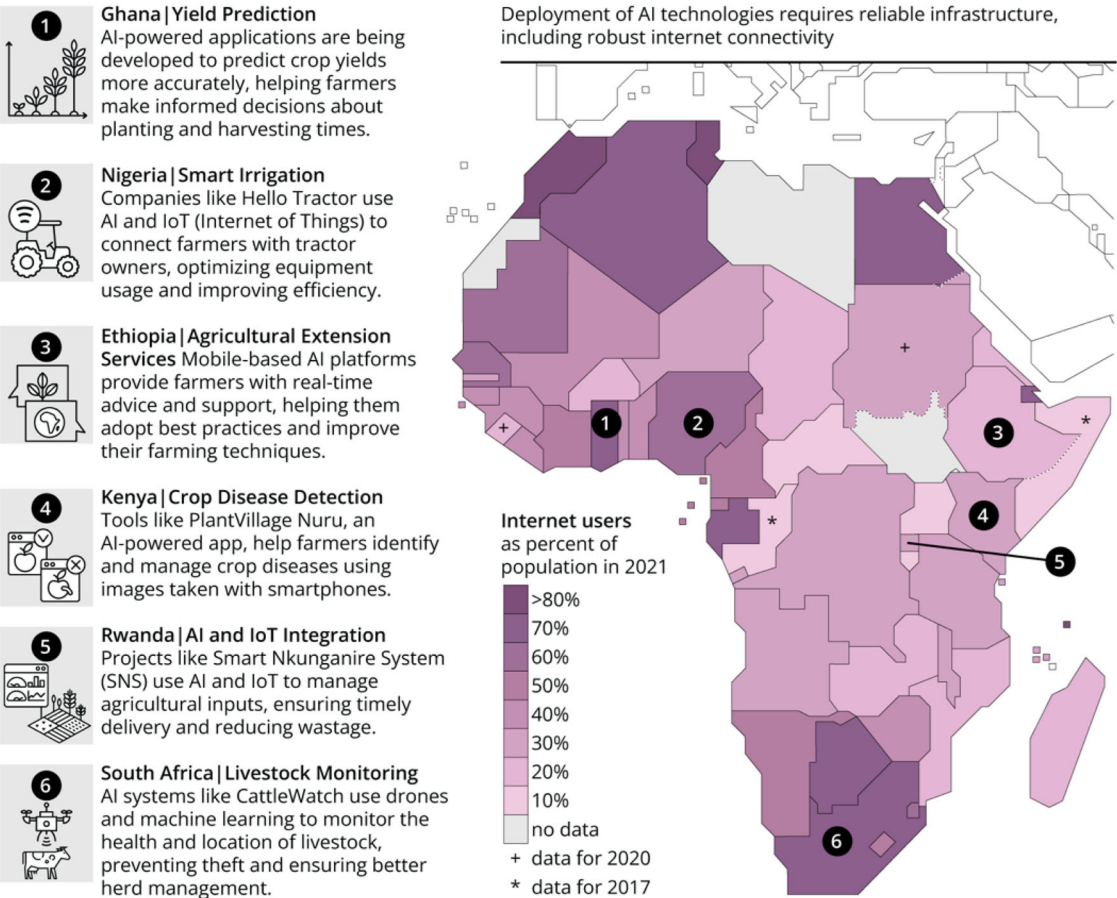 1
Ghana|Yield Prediction
AI-powered applications are being
developed to predict crop yields
more accurately, helping farmers
make informed decisions about
planting and harvesting times.
2
Nigeria|Smart Irrigation
Companies like Hello Tractor use
AI and IoT (Internet of Things) to
connect farmers with tractor
owners, optimizing equipment
usage and improving efficiency.
3
Ethiopia|Agricultural Extension
Services Mobile-based AI platforms
provide farmers with real-time
advice and support, helping them
adopt best practices and improve
their farming techniques.
4
Kenya|Crop Disease Detection
Tools like PlantVillage Nuru, an
AI-powered app, help farmers identify
and manage crop diseases using
images taken with smartphones.
5
Rwanda|AI and IoT Integration
Projects like Smart Nkunganire System
(SNS) use AI and IoT to manage
agricultural inputs, ensuring timely
delivery and reducing wastage.
6
South Africa|Livestock Monitoring
AI systems like CattleWatch use drones
and machine learning to monitor the
health and location of livestock,
preventing theft and ensuring better
herd management.
Deployment of AI technologies requires reliable infrastructure,
including robust internet connectivity
+
*
+
1
2
3
*
4
5
6
Internet users
as percent of
population in 2021
>80%
70%
60%
50%
40%
30%
20%
10%
no data
+ data for 2020
* data for 2017